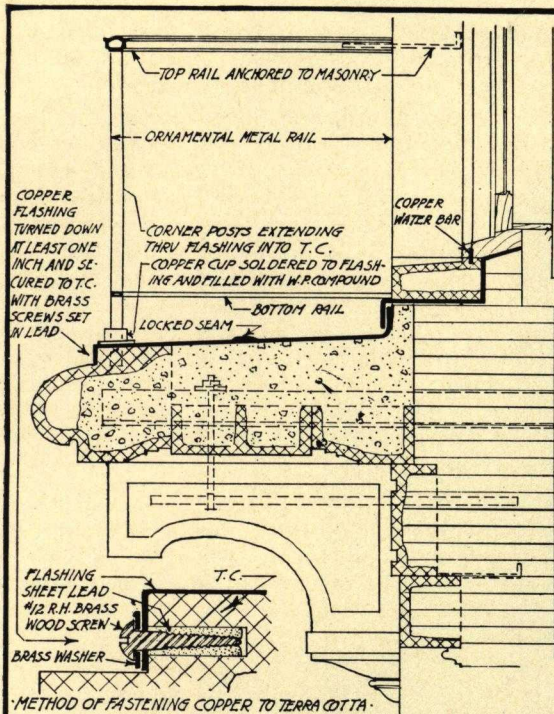 TOP RAIL ANCHORED TO MASONRY
ORNAMENTAL METAL RAIL
COPPER
FLASHING
TURNED DOWN
AT LEAST ONE
INCH AND SE-
CURED TO T.C.
WITH BRASS
SCREWS SET
IN LEAD
COPPER
WATER BAR
CORNER POSTS EXTENDING
THRU FLASHING INTO T.C.
COPPER CUP SOLDERED TO FLASH-
ING AND FILLED WITH W.P. COMPOUND
BOTTOM RAIL
LOCKED SEAM
FLASHING
SHEET LEAD
#12 R.H. BRASS
WOOD SCREW
BRASS WASHER
T.C.
·METHOD OF FASTENING COPPER TO TERRA COTTA·